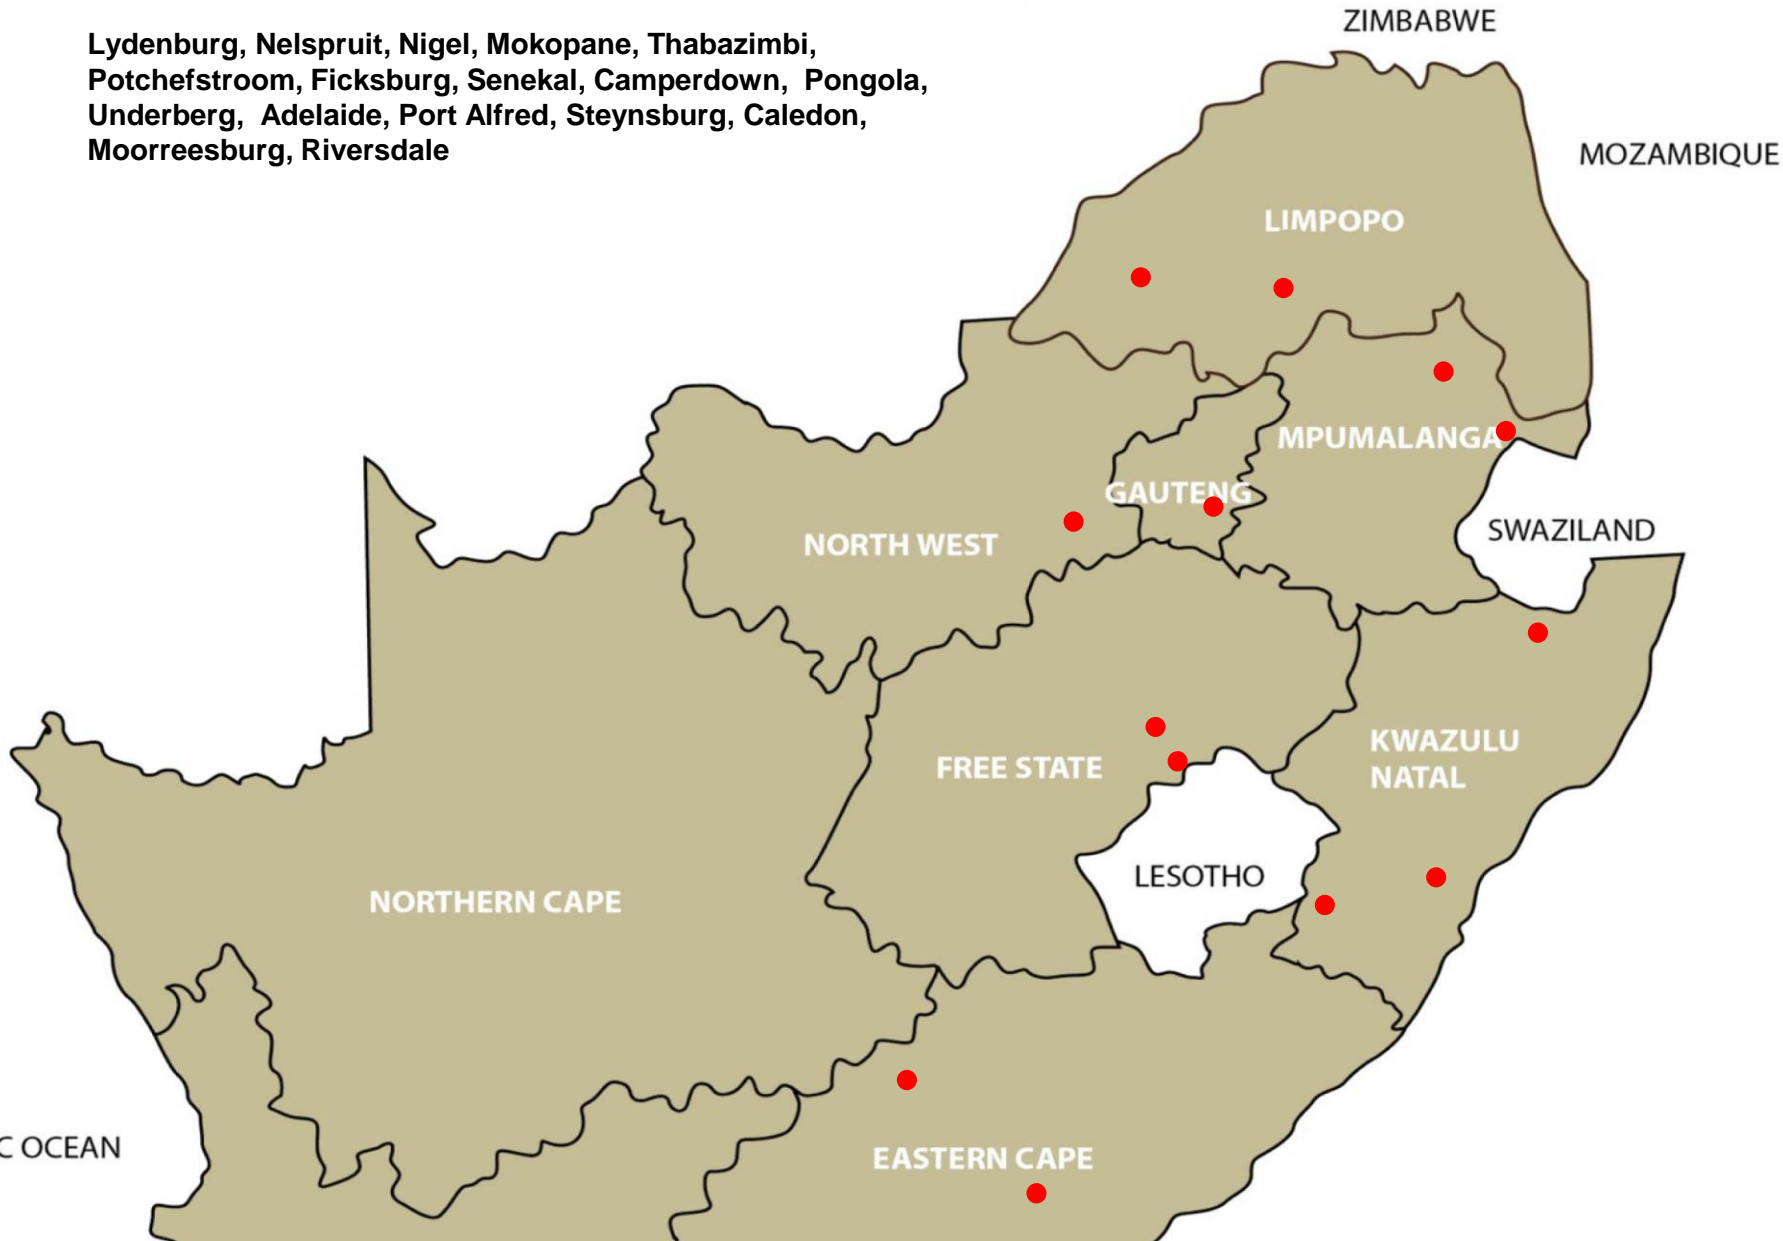 ZIMBABWE
Lydenburg, Nelspruit, Nigel, Mokopane, Thabazimbi,
Potchefstroom, Ficksburg, Senekal, Camperdown, Pongola,
Underberg, Adelaide, Port Alfred, Steynsburg, Caledon,
Moorreesburg, Riversdale
MOZAMBIQUE
LIMPOPO
MPUMALANGA
GAUTENG
SWAZILAND
NORTH WEST
KWAZULU
NATAL
FREE STATE
LESOTHO
NORTHERN CAPE
C OCEAN
EASTERN CAPE